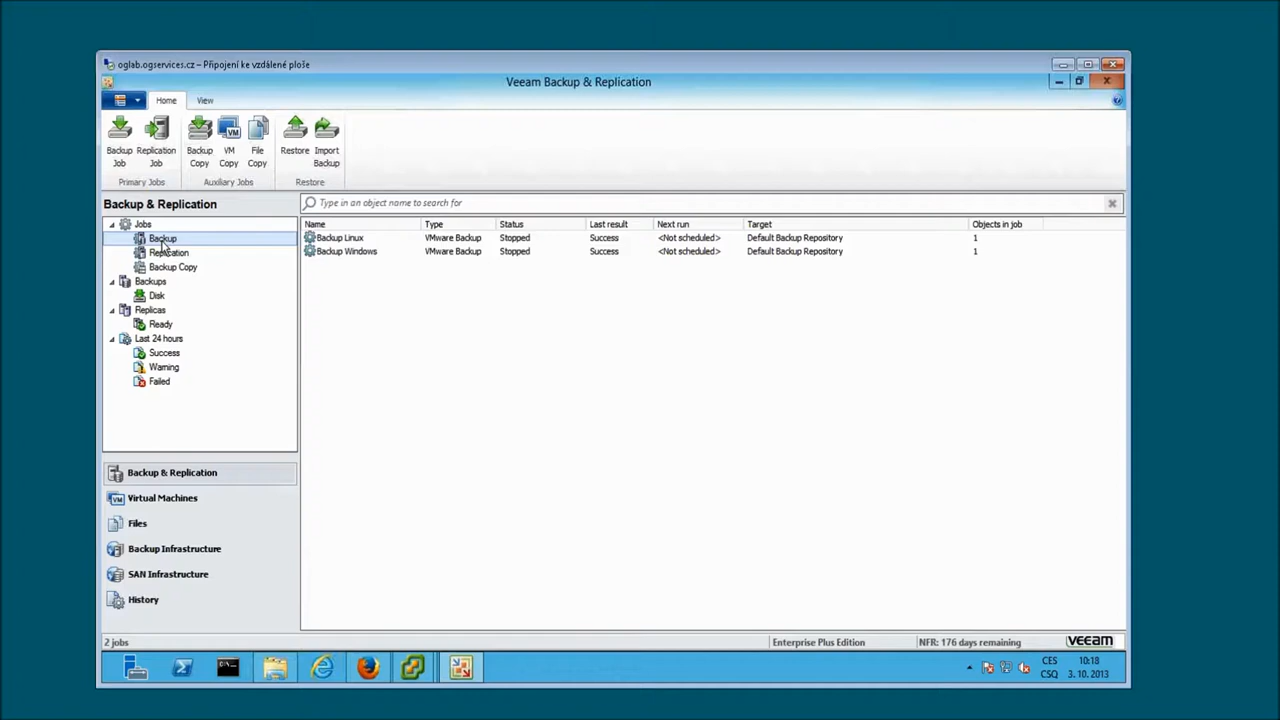 oglab.ogservices.cz – Připojení ke vzdálené ploše
Veeam Backup & Replication
Home View
Backup Job
Replication Job
Backup Copy
VM Copy
File Copy
Restore
Import Backup
Primary Jobs
Auxiliary Jobs
Restore
Backup & Replication
Type in an object name to search for
Jobs
Backup
Replication
Backup Copy
Backups
Disk
Replicas
Ready
Last 24 hours
Success
Warning
Failed
Name Type Status Last result Next run Target Objects in job
Backup Linux VMware Backup Stopped Success <Not scheduled> Default Backup Repository 1
Backup Windows VMware Backup Stopped Success <Not scheduled> Default Backup Repository 1
Backup & Replication
Virtual Machines
Files
Backup Infrastructure
SAN Infrastructure
History
2 jobs
Enterprise Plus Edition
NFR: 176 days remaining
veeam
CES 10:18
CSQ 3. 10. 2013